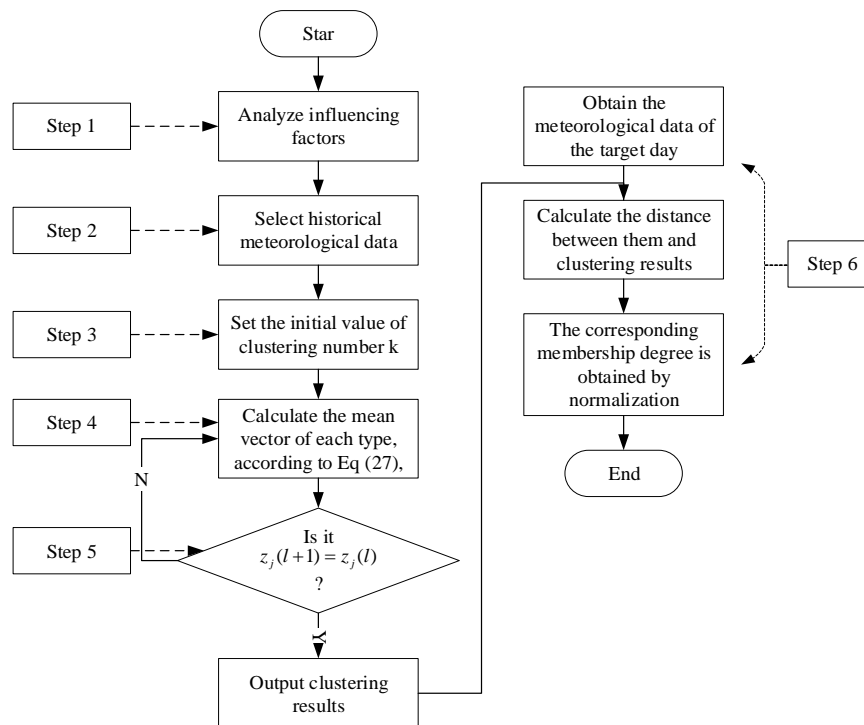 Star
Step 1
Analyze influencing
factors
Step 2
Select historical
meteorological data
Step 3
Set the initial value of
clustering number k
Step 4
Calculate the mean
vector of each type,
according to Eq (27),
N
Step 5
Is it
z_j(l+1) = z_j(l)
?
Y
Output clustering
results
Obtain the
meteorological data of
the target day
Calculate the distance
between them and
clustering results
Step 6
The corresponding
membership degree is
obtained by
normalization
End